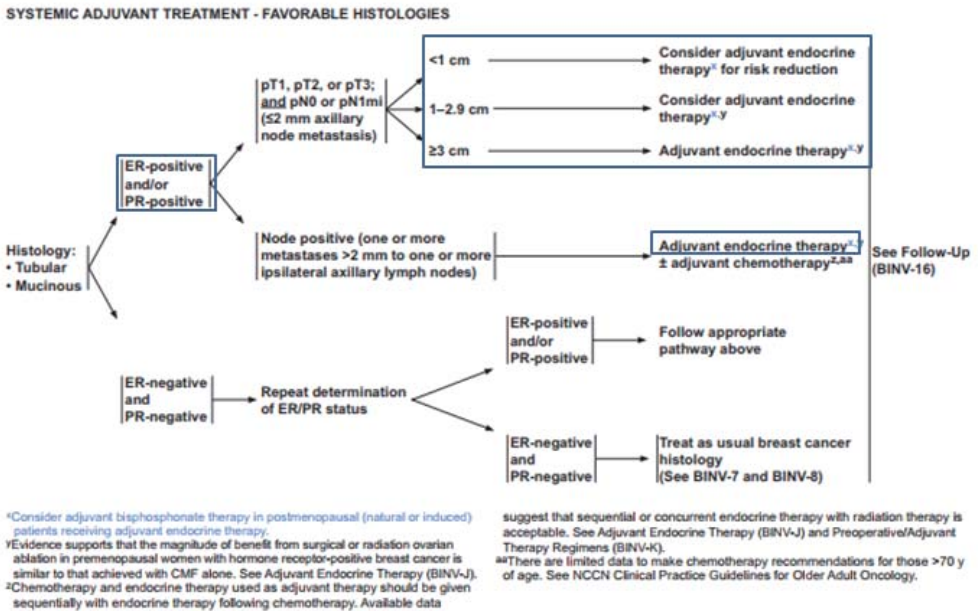 SYSTEMIC ADJUVANT TREATMENT - FAVORABLE HISTOLOGIES
<1 cm
Consider adjuvant endocrine
therapyˣ for risk reduction
pT1, pT2, or pT3;
and pN0 or pN1mi
(≤2 mm axillary
node metastasis)
1–2.9 cm
Consider adjuvant endocrine
therapyˣ,ʸ
≥3 cm
Adjuvant endocrine therapyˣ,ʸ
ER-positive
and/or
PR-positive
Histology:
• Tubular
• Mucinous
Node positive (one or more
metastases >2 mm to one or more
ipsilateral axillary lymph nodes)
Adjuvant endocrine therapyˣ,ʸ
± adjuvant chemotherapyᶻ,ᵃᵃ
See Follow-Up
(BINV-16)
ER-negative
and
PR-negative
Repeat determination
of ER/PR status
ER-positive
and/or
PR-positive
Follow appropriate
pathway above
ER-negative
and
PR-negative
Treat as usual breast cancer
histology
(See BINV-7 and BINV-8)
ˣConsider adjuvant bisphosphonate therapy in postmenopausal (natural or induced)
patients receiving adjuvant endocrine therapy.
ʸEvidence supports that the magnitude of benefit from surgical or radiation ovarian
ablation in premenopausal women with hormone receptor-positive breast cancer is
similar to that achieved with CMF alone. See Adjuvant Endocrine Therapy (BINV-J).
ᶻChemotherapy and endocrine therapy used as adjuvant therapy should be given
sequentially with endocrine therapy following chemotherapy. Available data
suggest that sequential or concurrent endocrine therapy with radiation therapy is
acceptable. See Adjuvant Endocrine Therapy (BINV-J) and Preoperative/Adjuvant
Therapy Regimens (BINV-K).
ᵃᵃThere are limited data to make chemotherapy recommendations for those >70 y
of age. See NCCN Clinical Practice Guidelines for Older Adult Oncology.